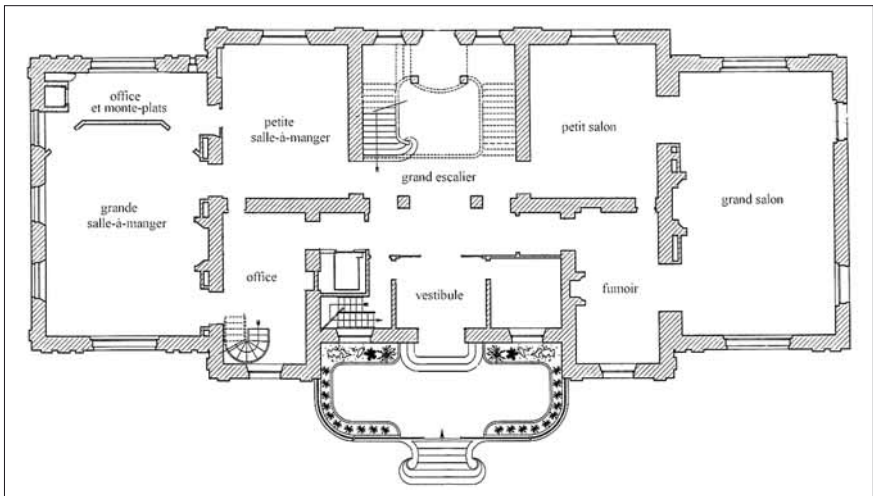 office
et monte-plats
petite
salle-à-manger
petit salon
grand escalier
grande
salle-à-manger
grand salon
office
vestibule
fumoir